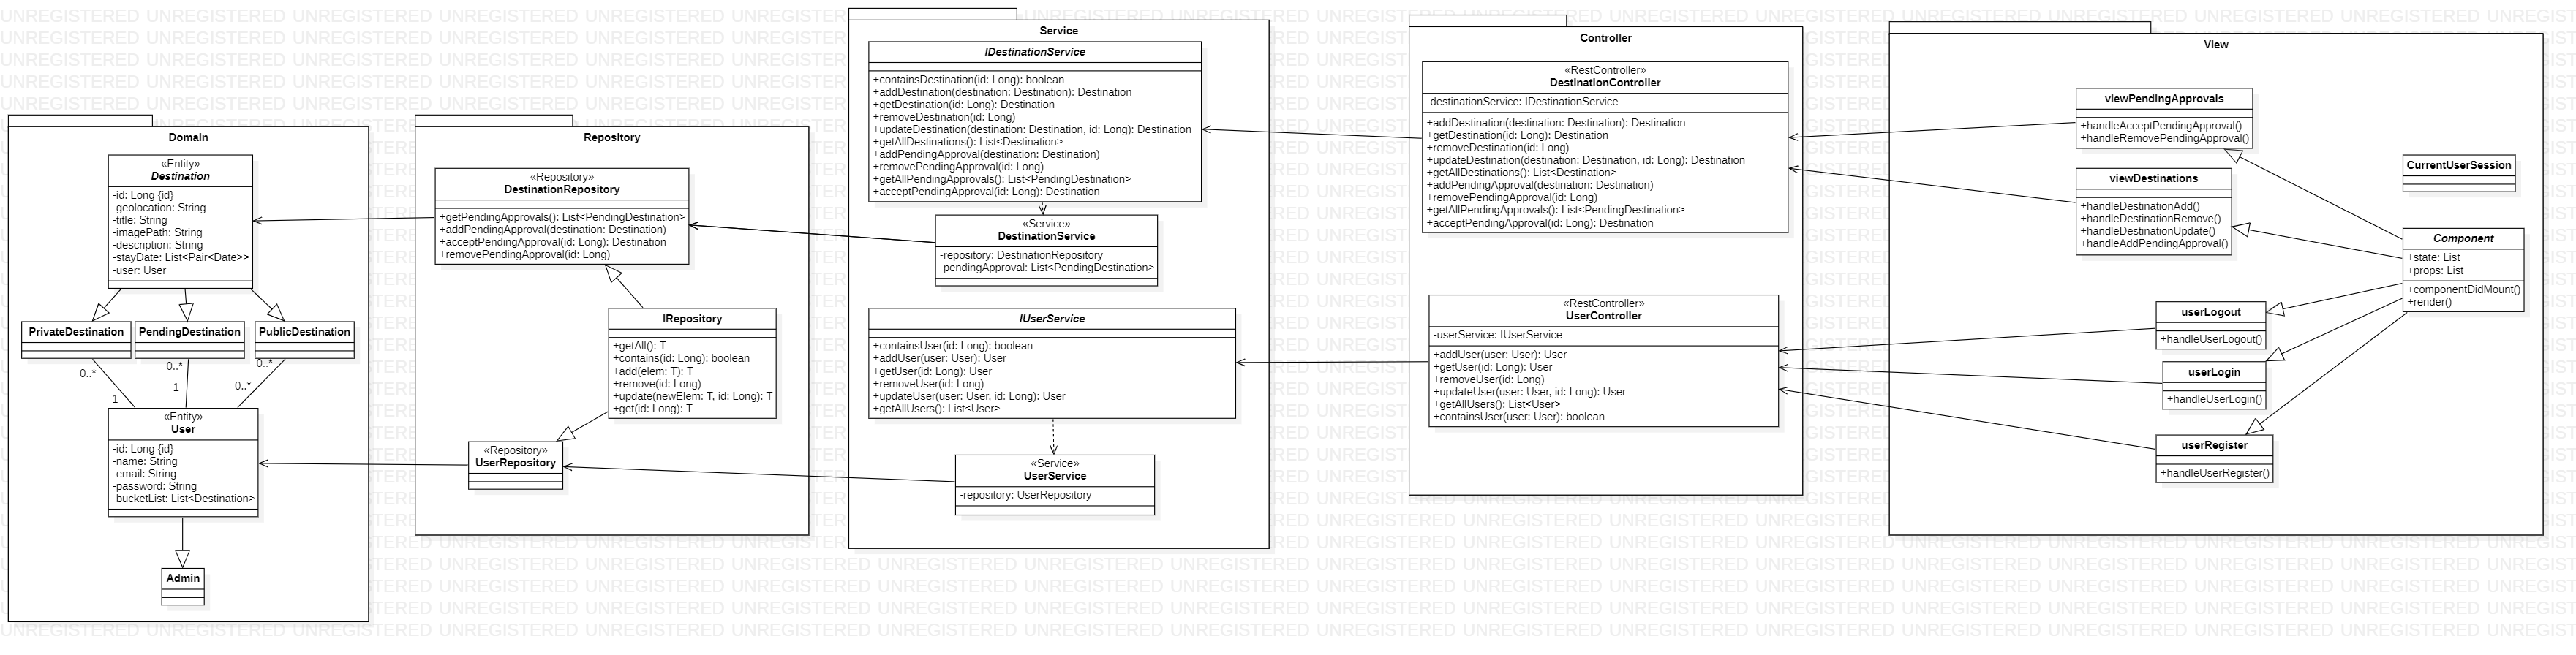 Domain
«Entity»
Destination
-id: Long {id}
-geolocation: String
-title: String
-imagePath: String
-description: String
-stayDate: List<Pair<Date>>
-user: User
PrivateDestination
PendingDestination
PublicDestination
0..*
0..*
0..*
1
1
0..*
«Entity»
User
-id: Long {id}
-name: String
-email: String
-password: String
-bucketList: List<Destination>
Admin
Repository
«Repository»
DestinationRepository
+getPendingApprovals(): List<PendingDestination>
+addPendingApproval(destination: Destination)
+acceptPendingApproval(id: Long): Destination
+removePendingApproval(id: Long)
IRepository
+getAll(): T
+contains(id: Long): boolean
+add(elem: T): T
+remove(id: Long)
+update(newElem: T, id: Long): T
+get(id: Long): T
«Repository»
UserRepository
Service
IDestinationService
+containsDestination(id: Long): boolean
+addDestination(destination: Destination): Destination
+getDestination(id: Long): Destination
+removeDestination(id: Long)
+updateDestination(destination: Destination, id: Long): Destination
+getAllDestinations(): List<Destination>
+addPendingApproval(destination: Destination)
+removePendingApproval(id: Long)
+getAllPendingApprovals(): List<PendingDestination>
+acceptPendingApproval(id: Long): Destination
«Service»
DestinationService
-repository: DestinationRepository
-pendingApproval: List<PendingDestination>
IUserService
+containsUser(id: Long): boolean
+addUser(user: User): User
+getUser(id: Long): User
+removeUser(id: Long)
+updateUser(user: User, id: Long): User
+getAllUsers(): List<User>
«Service»
UserService
-repository: UserRepository
Controller
«RestController»
DestinationController
-destinationService: IDestinationService
+addDestination(destination: Destination): Destination
+getDestination(id: Long): Destination
+removeDestination(id: Long)
+updateDestination(destination: Destination, id: Long): Destination
+getAllDestinations(): List<Destination>
+addPendingApproval(destination: Destination)
+removePendingApproval(id: Long)
+getAllPendingApprovals(): List<PendingDestination>
+acceptPendingApproval(id: Long): Destination
«RestController»
UserController
-userService: IUserService
+addUser(user: User): User
+getUser(id: Long): User
+removeUser(id: Long)
+updateUser(user: User, id: Long): User
+getAllUsers(): List<User>
+containsUser(user: User): boolean
View
viewPendingApprovals
+handleAcceptPendingApproval()
+handleRemovePendingApproval()
viewDestinations
+handleDestinationAdd()
+handleDestinationRemove()
+handleDestinationUpdate()
+handleAddPendingApproval()
CurrentUserSession
Component
+state: List
+props: List
+componentDidMount()
+render()
userLogout
+handleUserLogout()
userLogin
+handleUserLogin()
userRegister
+handleUserRegister()